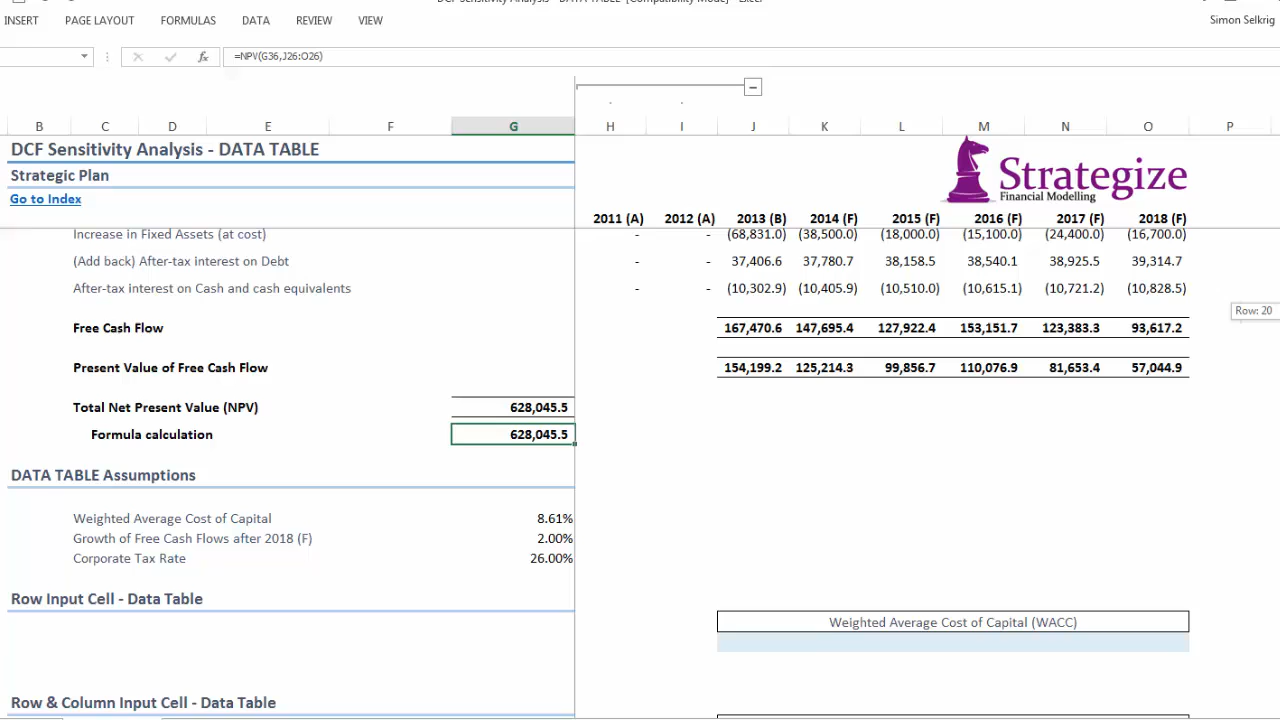 DCF Sensitivity Analysis - DATA TABLE [Compatibility Mode] - Excel
INSERT PAGE LAYOUT FORMULAS DATA REVIEW VIEW Simon Selkrig
fx =NPV(G36,J26:O26)
B C D E F G H I J K L M N O P
DCF Sensitivity Analysis - DATA TABLE
Strategic Plan
Go to Index
Strategize
Financial Modelling
2011 (A) 2012 (A) 2013 (B) 2014 (F) 2015 (F) 2016 (F) 2017 (F) 2018 (F)
Increase in Fixed Assets (at cost) - - (68,831.0) (38,500.0) (18,000.0) (15,100.0) (24,400.0) (16,700.0)
(Add back) After-tax interest on Debt - - 37,406.6 37,780.7 38,158.5 38,540.1 38,925.5 39,314.7
After-tax interest on Cash and cash equivalents - - (10,302.9) (10,405.9) (10,510.0) (10,615.1) (10,721.2) (10,828.5)
Row: 20
Free Cash Flow 167,470.6 147,695.4 127,922.4 153,151.7 123,383.3 93,617.2
Present Value of Free Cash Flow 154,199.2 125,214.3 99,856.7 110,076.9 81,653.4 57,044.9
Total Net Present Value (NPV) 628,045.5
Formula calculation 628,045.5
DATA TABLE Assumptions
Weighted Average Cost of Capital 8.61%
Growth of Free Cash Flows after 2018 (F) 2.00%
Corporate Tax Rate 26.00%
Row Input Cell - Data Table
Weighted Average Cost of Capital (WACC)
Row & Column Input Cell - Data Table